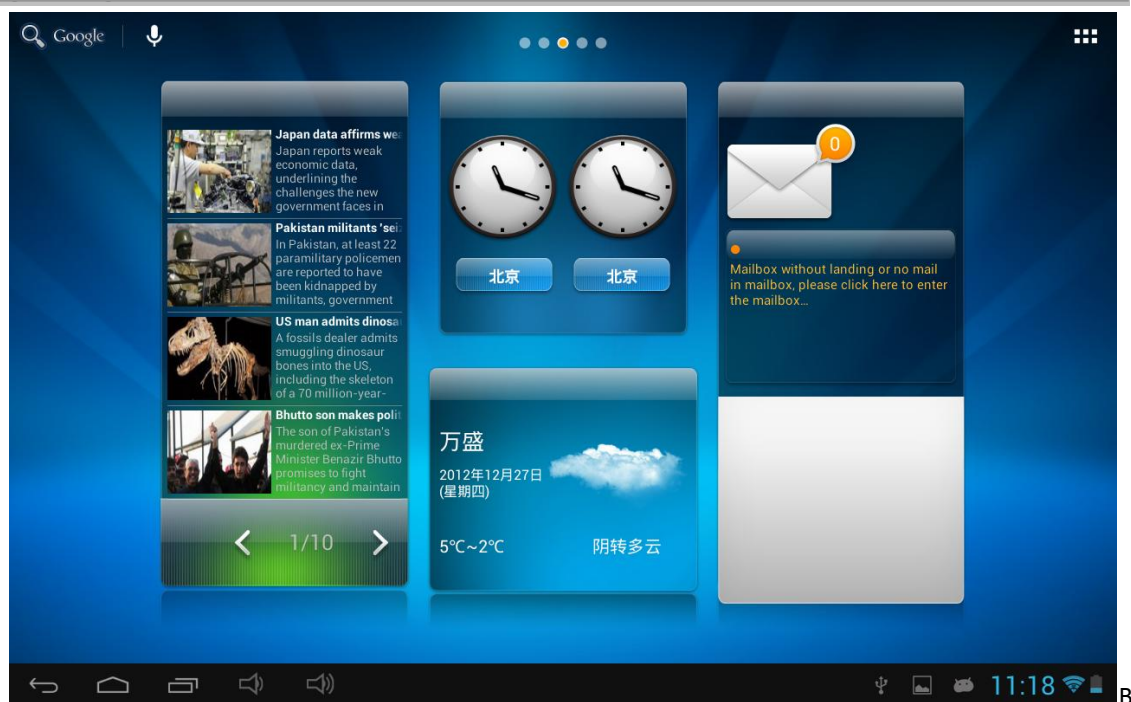 Google
Japan data affirms wea
Japan reports weak
economic data,
underlining the
challenges the new
government faces in
Pakistan militants 'seiz
In Pakistan, at least 22
paramilitary policemen
are reported to have
been kidnapped by
militants, government
US man admits dinosa
A fossils dealer admits
smuggling dinosaur
bones into the US,
including the skeleton
of a 70 million-year-
Bhutto son makes polit
The son of Pakistan's
murdered ex-Prime
Minister Benazir Bhutto
promises to fight
militancy and maintain
1/10
北京
北京
万盛
2012年12月27日
(星期四)
5℃~2℃
阴转多云
0
Mailbox without landing or no mail
in mailbox, please click here to enter
the mailbox...
11:18
B